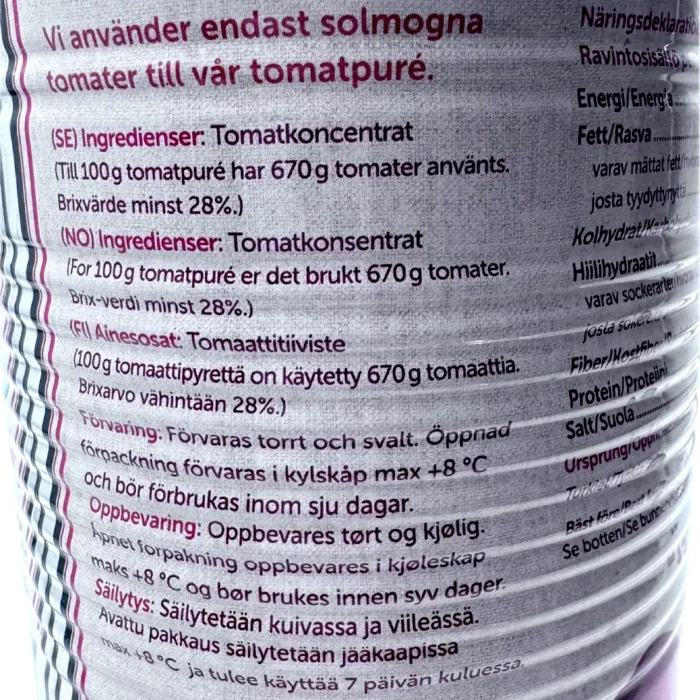 Vi använder endast solmogna
tomater till vår tomatpuré.
(SE) Ingredienser: Tomatkoncentrat
(Till 100 g tomatpuré har 670 g tomater använts.
Brixvärde minst 28%.)
(NO) Ingredienser: Tomatkonsentrat
(For 100 g tomatpuré er det brukt 670 g tomater.
Brix-verdi minst 28%.)
(FI) Ainesosat: Tomaattitiiviste
(100 g tomaattipyrettä on käytetty 670 g tomaattia.
Brixarvo vähintään 28%.)
Förvaring: Förvaras torrt och svalt. Öppnad
förpackning förvaras i kylskåp max +8 °C
och bör förbrukas inom sju dagar.
Oppbevaring: Oppbevares tørt og kjølig.
Åpnet forpakning oppbevares i kjøleskap
maks +8 °C og bør brukes innen syv dager.
Säilytys: Säilytetään kuivassa ja viileässä.
Avattu pakkaus säilytetään jääkaapissa
max +8 °C ja tulee käyttää 7 päivän kuluessa.
Energi/Energia
Fett/Rasva
varav mättat fett
josta
Hiilihydraatit
varav sockerarter
josta
Protein/Proteiini
Salt/Suola
Bäst före
Se botten/Se